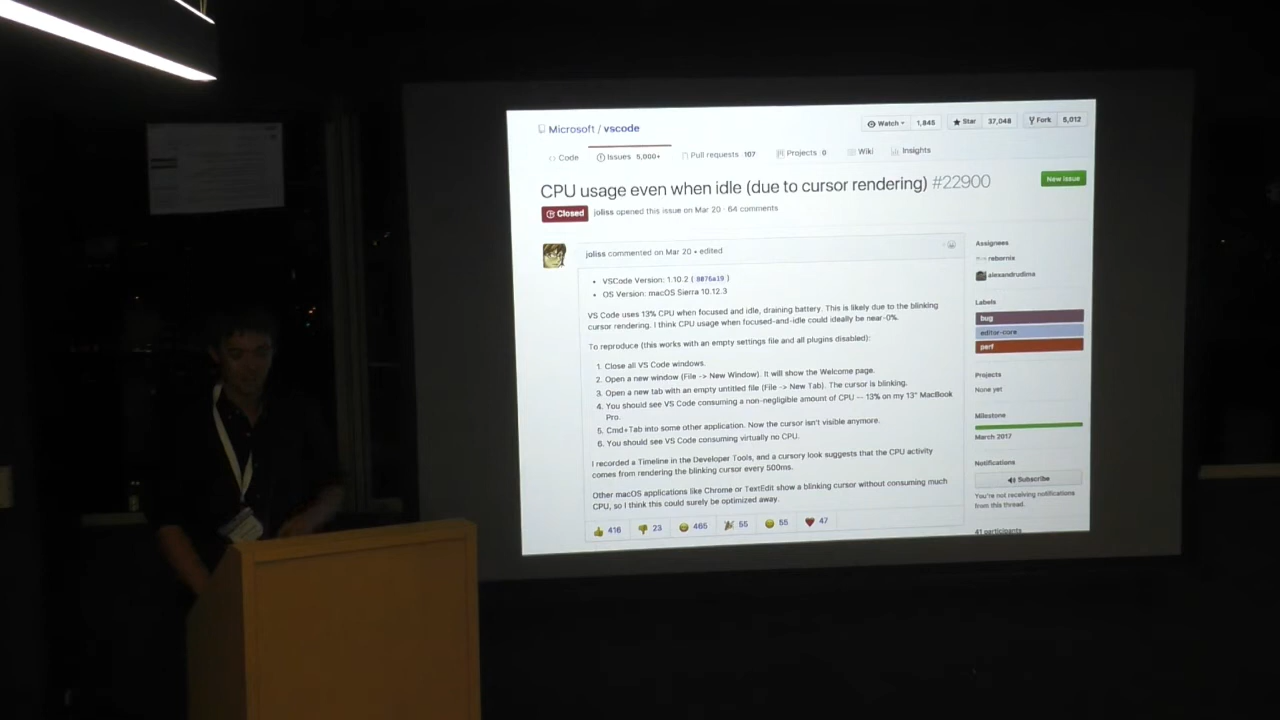 Microsoft / vscode
Watch 1,845 Star 37,048 Fork 5,012
Code Issues 5,000+ Pull requests 107 Projects 0 Wiki Insights
CPU usage even when idle (due to cursor rendering) #22900
New issue
Closed joliss opened this issue on Mar 20 · 64 comments
joliss commented on Mar 20 • edited
• VSCode Version: 1.10.2 ( 8076a19 )
• OS Version: macOS Sierra 10.12.3
VS Code uses 13% CPU when focused and idle, draining battery. This is likely due to the blinking
cursor rendering. I think CPU usage when focused-and-idle could ideally be near-0%.
To reproduce (this works with an empty settings file and all plugins disabled):
1. Close all VS Code windows.
2. Open a new window (File -> New Window). It will show the Welcome page.
3. Open a new tab with an empty untitled file (File -> New Tab). The cursor is blinking.
4. You should see VS Code consuming a non-negligible amount of CPU -- 13% on my 13" MacBook
Pro.
5. Cmd+Tab into some other application. Now the cursor isn't visible anymore.
6. You should see VS Code consuming virtually no CPU.
I recorded a Timeline in the Developer Tools, and a cursory look suggests that the CPU activity
comes from rendering the blinking cursor every 500ms.
Other macOS applications like Chrome or TextEdit show a blinking cursor without consuming much
CPU, so I think this could surely be optimized away.
416 23 465 55 55 47
Assignees
rebornix
alexandrudima
Labels
bug
editor-core
perf
Projects
None yet
Milestone
March 2017
Notifications
Subscribe
You're not receiving notifications
from this thread.
41 participants